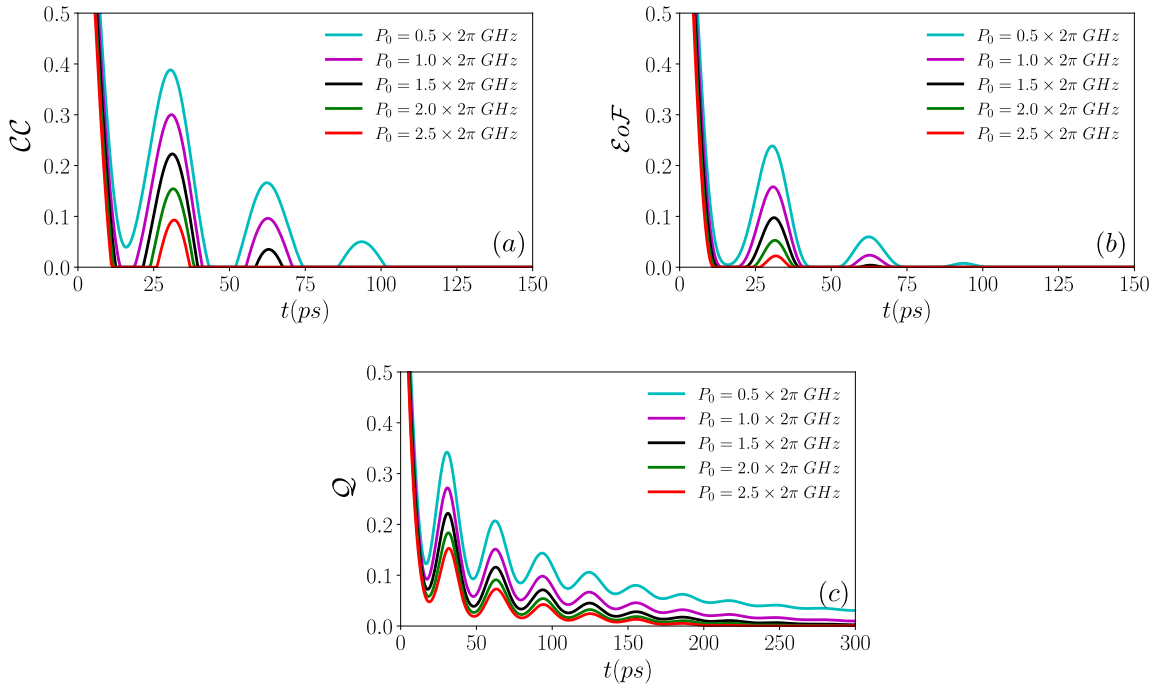 0.5
0.4
0.3
0.2
0.1
0.0
CC
P₀ = 0.5 × 2π GHz
P₀ = 1.0 × 2π GHz
P₀ = 1.5 × 2π GHz
P₀ = 2.0 × 2π GHz
P₀ = 2.5 × 2π GHz
(a)
0 25 50 75 100 125 150
t(ps)
0.5
0.4
0.3
0.2
0.1
0.0
EoF
P₀ = 0.5 × 2π GHz
P₀ = 1.0 × 2π GHz
P₀ = 1.5 × 2π GHz
P₀ = 2.0 × 2π GHz
P₀ = 2.5 × 2π GHz
(b)
0 25 50 75 100 125 150
t(ps)
0.5
0.4
0.3
0.2
0.1
0.0
Q
P₀ = 0.5 × 2π GHz
P₀ = 1.0 × 2π GHz
P₀ = 1.5 × 2π GHz
P₀ = 2.0 × 2π GHz
P₀ = 2.5 × 2π GHz
(c)
0 50 100 150 200 250 300
t(ps)